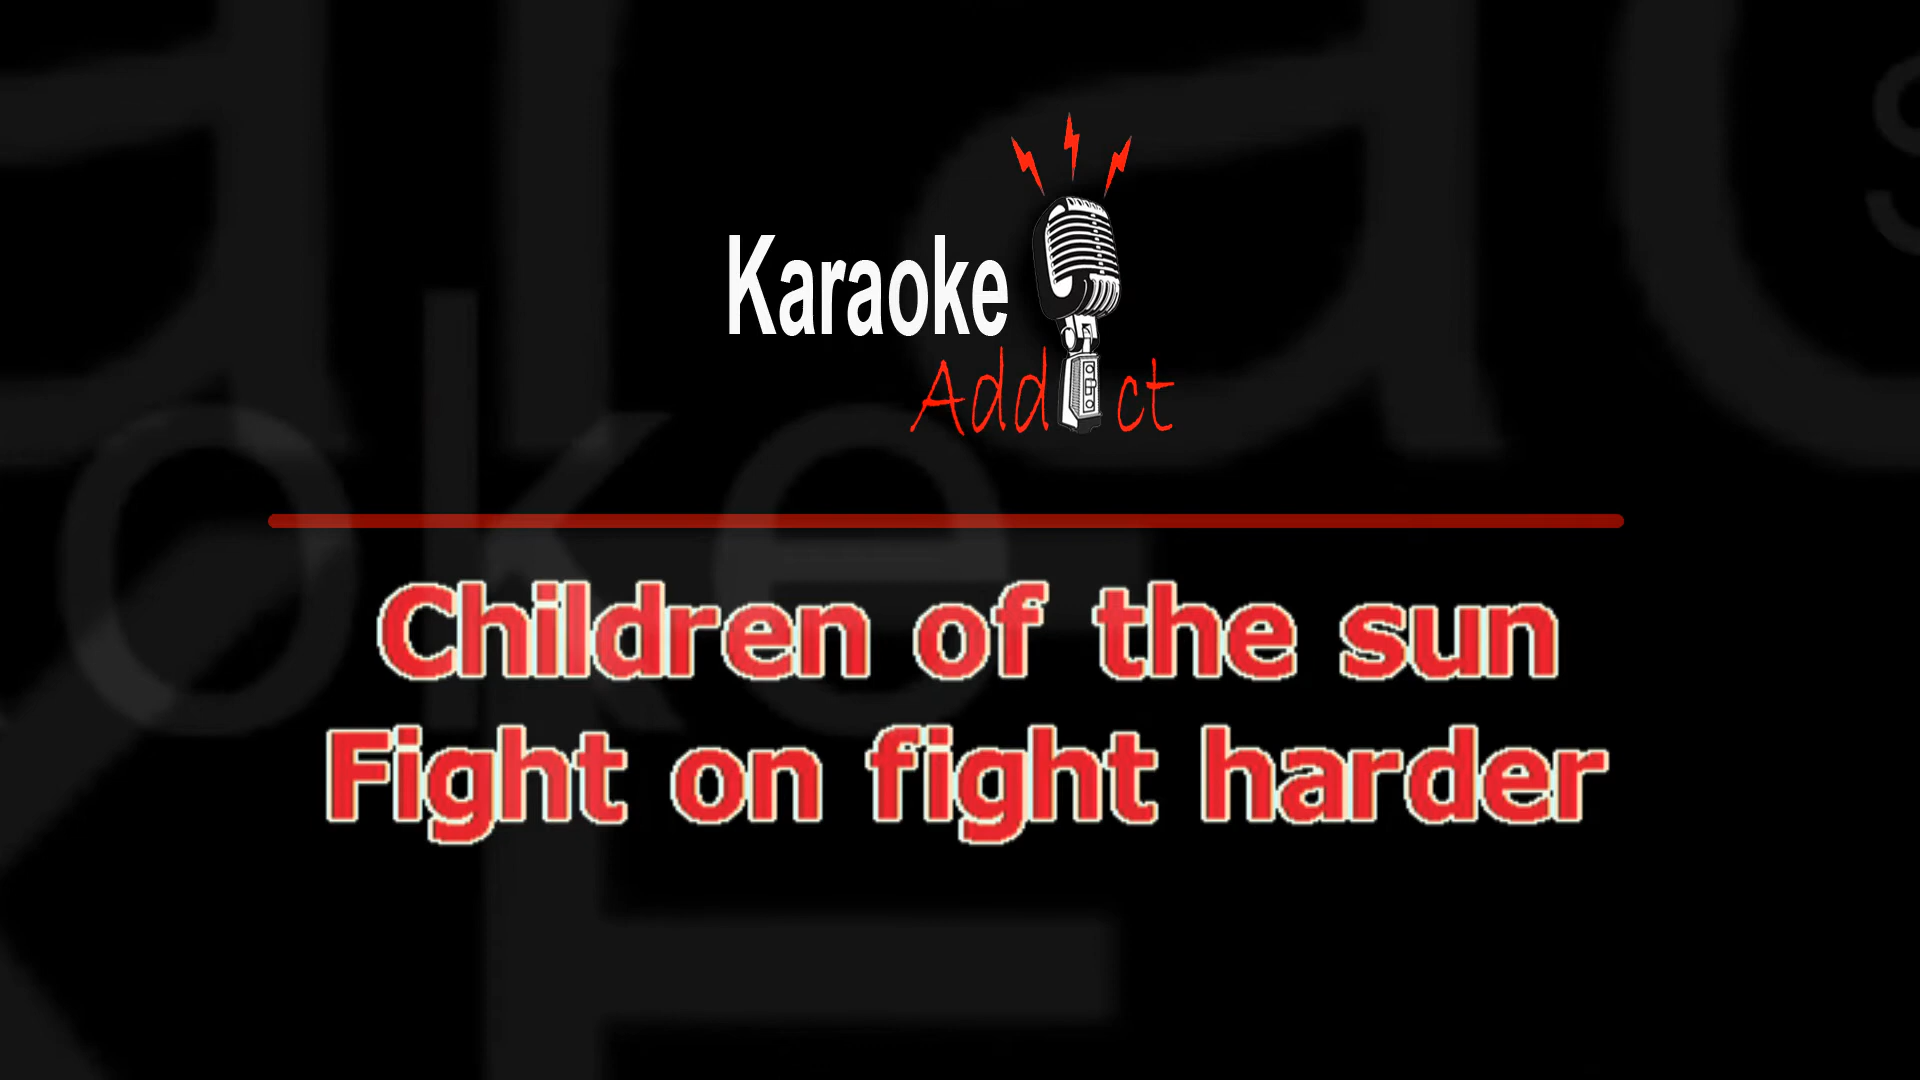 Karaoke
Addict
Children of the sun
Fight on fight harder